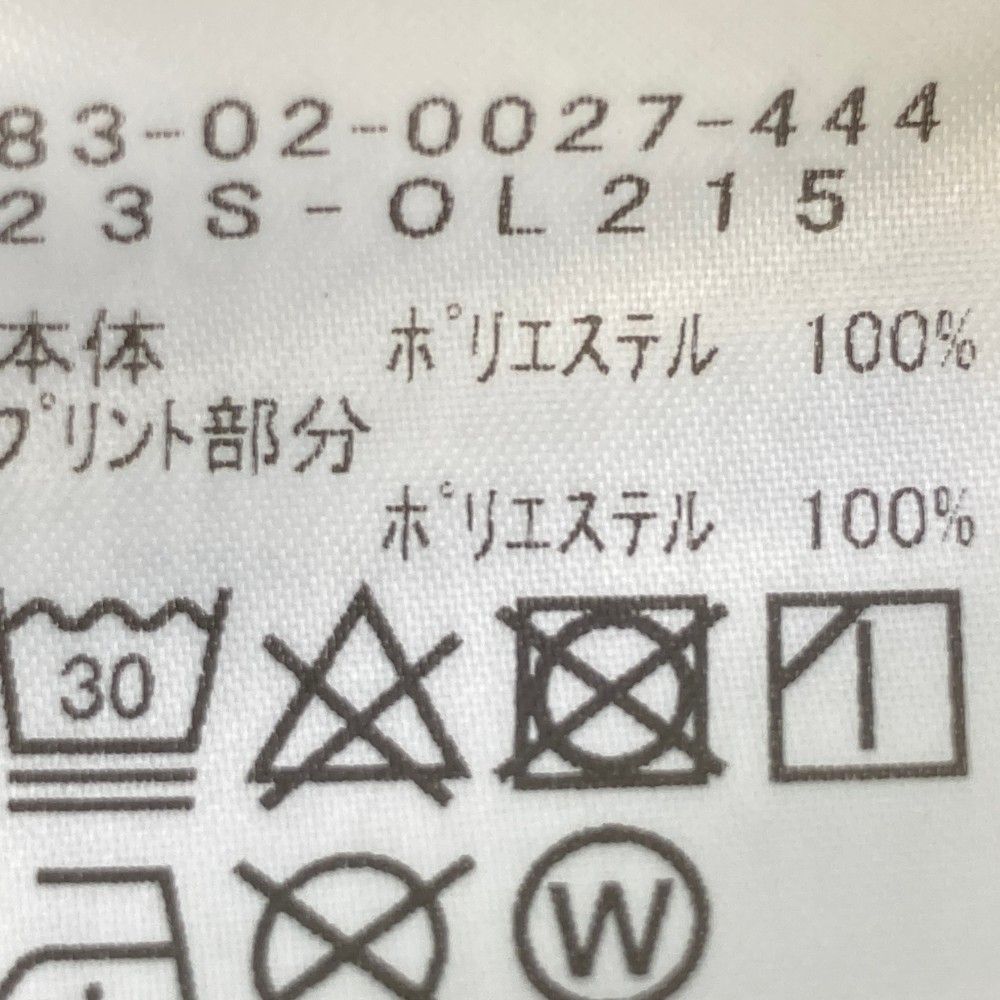 83-02-0027-444
23S-OL215
本体 ポリエステル 100%
プリント部分
ポリエステル 100%
30
W